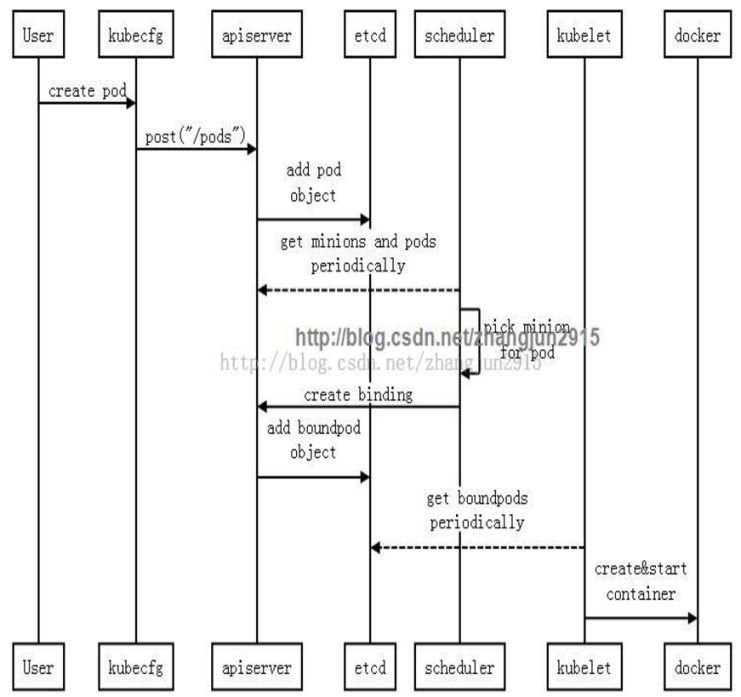 User kubecfg apiserver etcd scheduler kubelet docker
create pod
post("/pods")
add pod
object
get minions and pods
periodically
pick minion
for pod
http://blog.csdn.net/zhangjun2915
http://blog.csdn.net/zhangjun2915
create binding
add boundpod
object
get boundpods
periodically
create&start
container
User kubecfg apiserver etcd scheduler kubelet docker